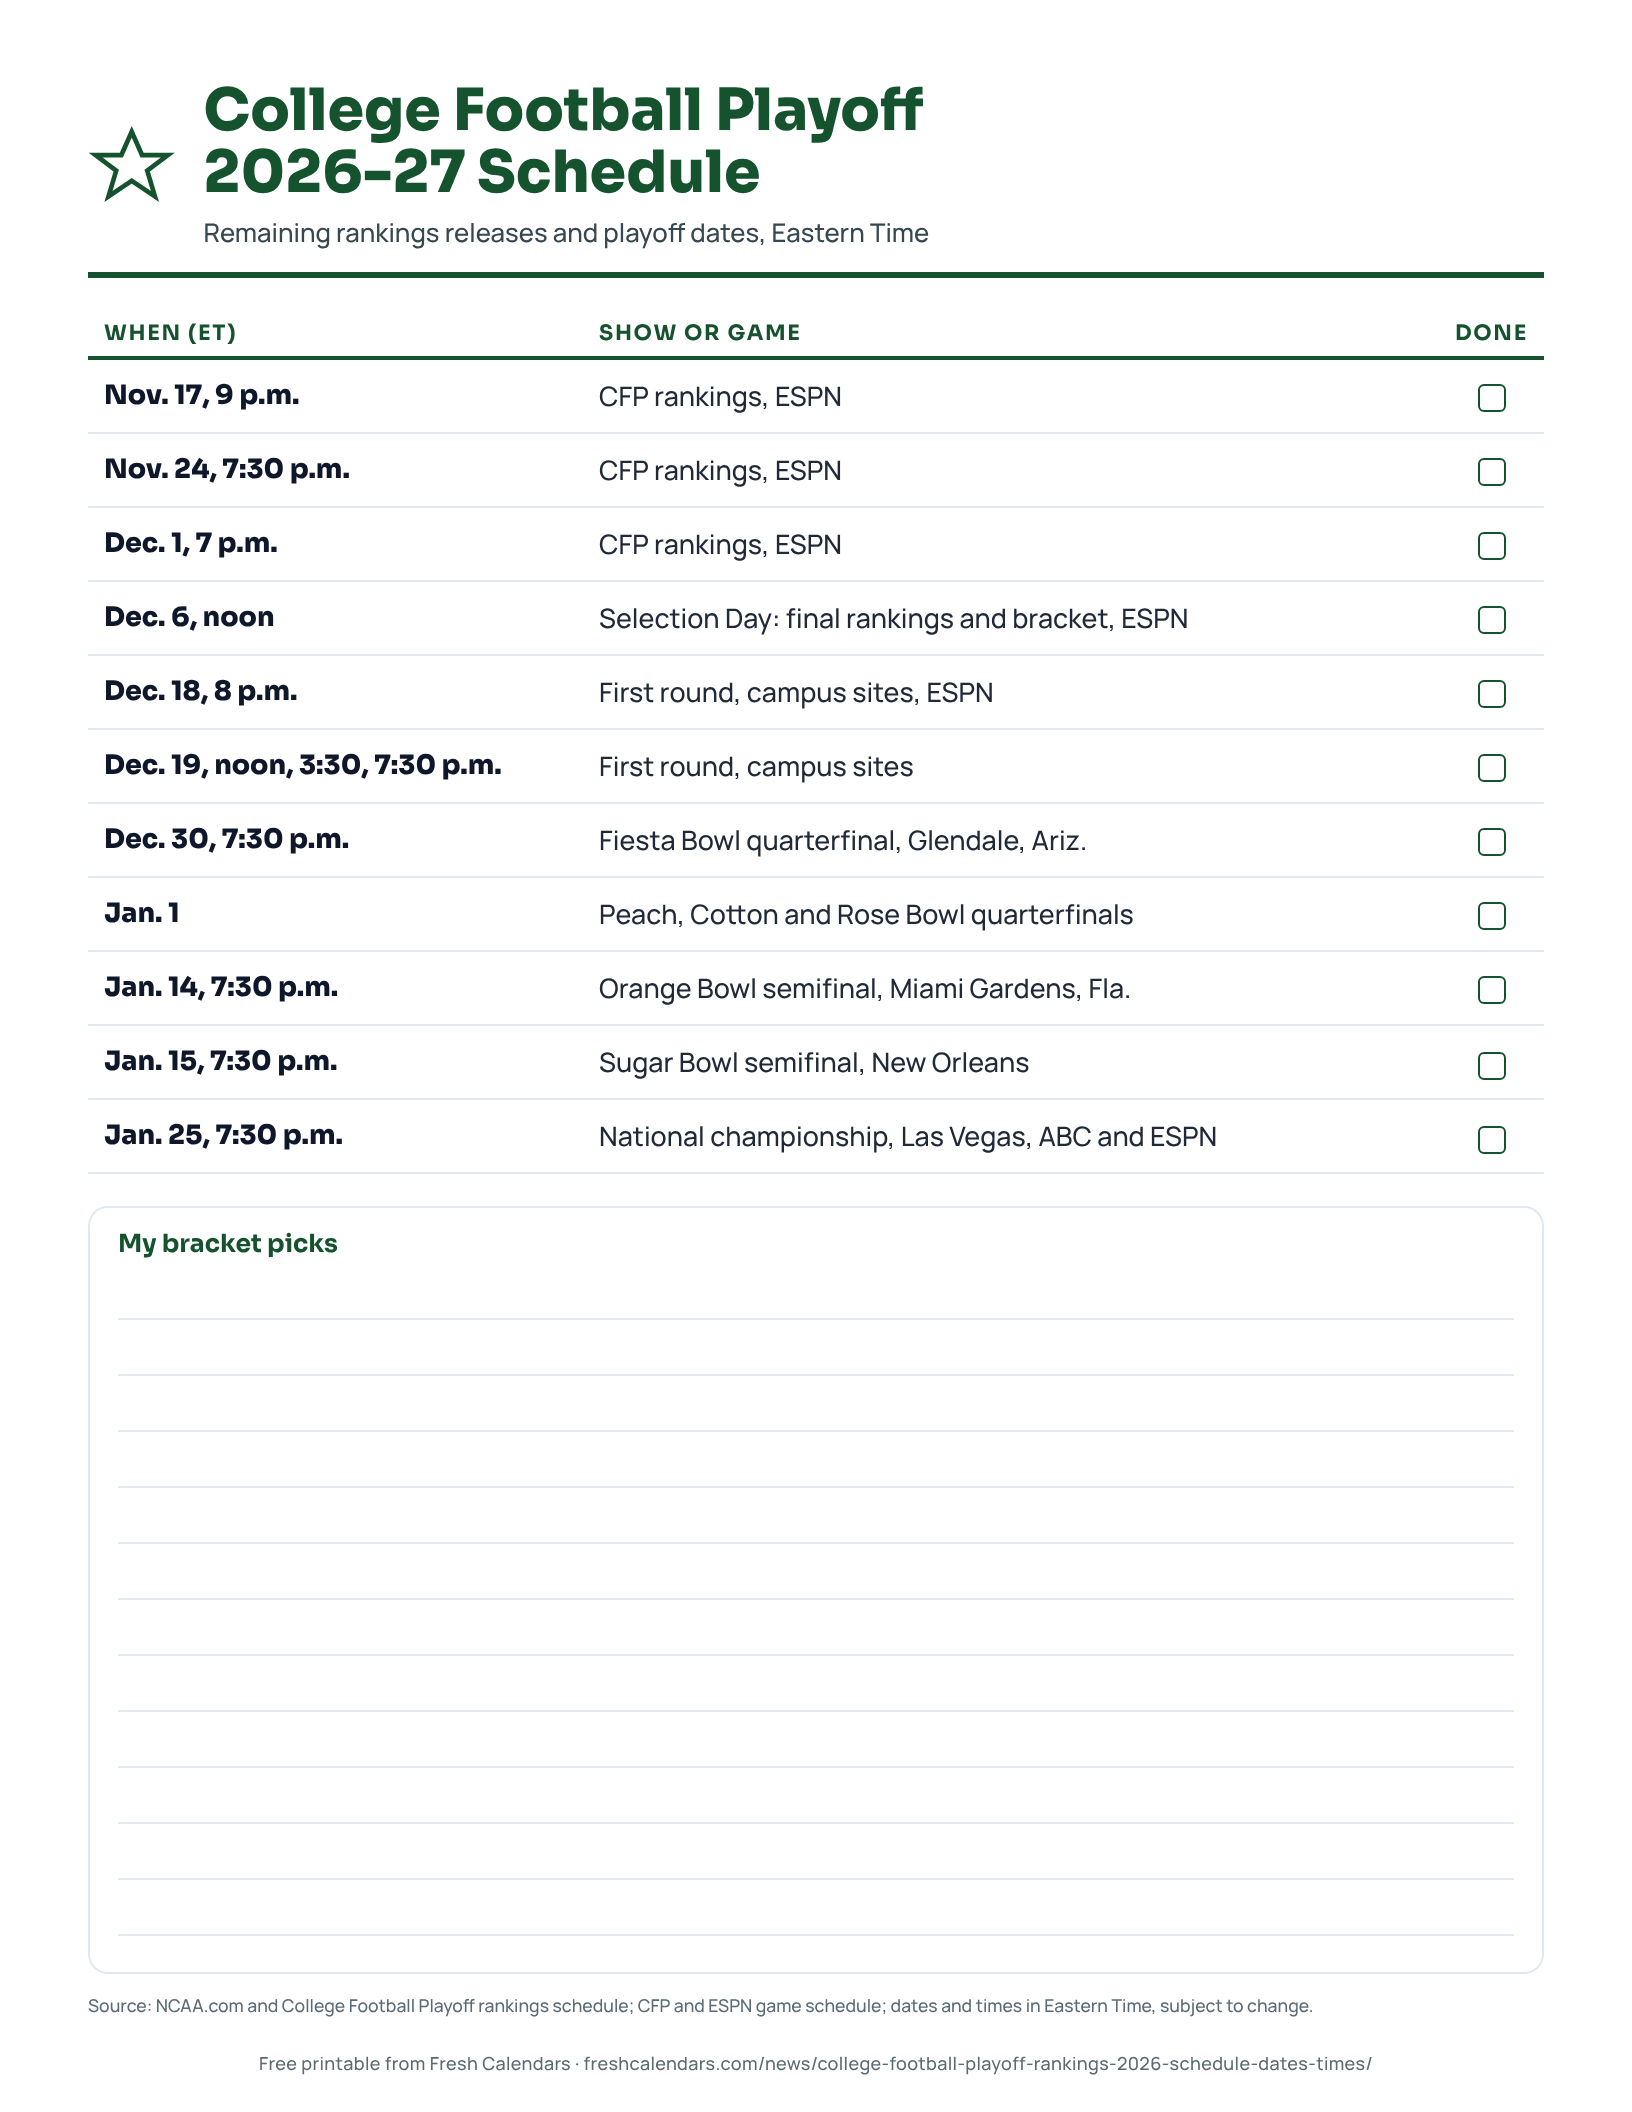 College Football Playoff
2026–27 Schedule
Remaining rankings releases and playoff dates, Eastern Time
WHEN (ET) SHOW OR GAME DONE
Nov. 17, 9 p.m. CFP rankings, ESPN
Nov. 24, 7:30 p.m. CFP rankings, ESPN
Dec. 1, 7 p.m. CFP rankings, ESPN
Dec. 6, noon Selection Day: final rankings and bracket, ESPN
Dec. 18, 8 p.m. First round, campus sites, ESPN
Dec. 19, noon, 3:30, 7:30 p.m. First round, campus sites
Dec. 30, 7:30 p.m. Fiesta Bowl quarterfinal, Glendale, Ariz.
Jan. 1 Peach, Cotton and Rose Bowl quarterfinals
Jan. 14, 7:30 p.m. Orange Bowl semifinal, Miami Gardens, Fla.
Jan. 15, 7:30 p.m. Sugar Bowl semifinal, New Orleans
Jan. 25, 7:30 p.m. National championship, Las Vegas, ABC and ESPN
My bracket picks
Source: NCAA.com and College Football Playoff rankings schedule; CFP and ESPN game schedule; dates and times in Eastern Time, subject to change.
Free printable from Fresh Calendars · freshcalendars.com/news/college-football-playoff-rankings-2026-schedule-dates-times/